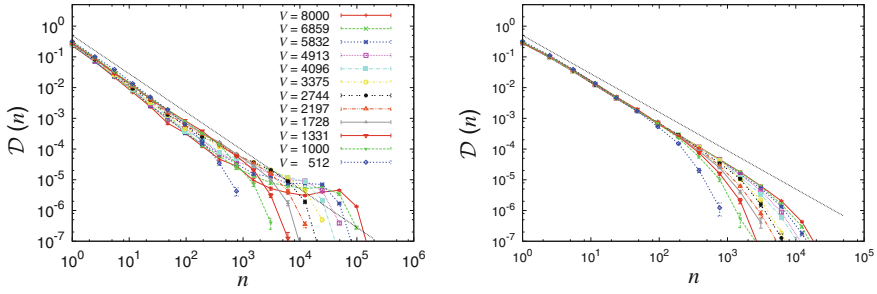 10^0
10^-1
10^-2
10^-3
10^-4
10^-5
10^-6
10^-7
D (n)
10^0 10^1 10^2 10^3 10^4 10^5 10^6
n
V = 8000
V = 6859
V = 5832
V = 4913
V = 4096
V = 3375
V = 2744
V = 2197
V = 1728
V = 1331
V = 1000
V = 512
10^0
10^-1
10^-2
10^-3
10^-4
10^-5
10^-6
10^-7
D (n)
10^0 10^1 10^2 10^3 10^4 10^5
n